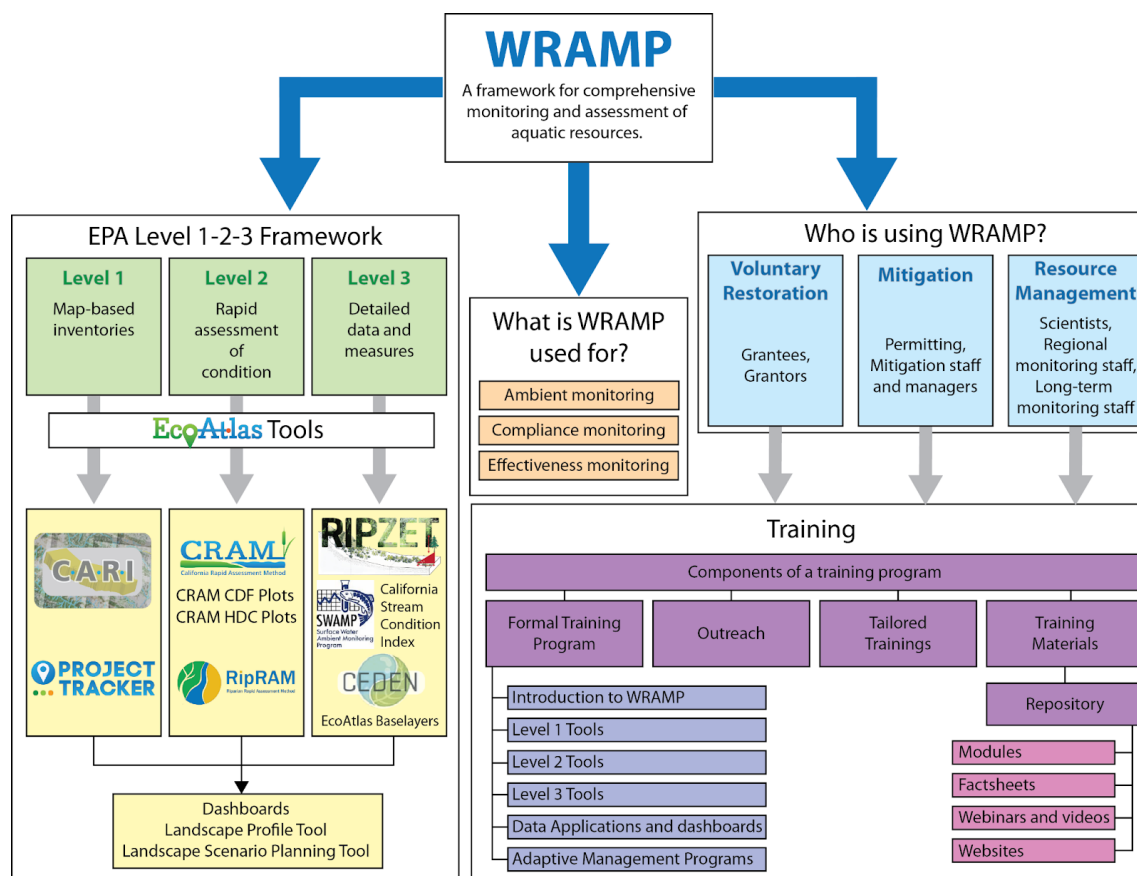 WRAMP
A framework for comprehensive
monitoring and assessment of
aquatic resources.
EPA Level 1-2-3 Framework
Level 1
Map-based
inventories
Level 2
Rapid
assessment
of
condition
Level 3
Detailed
data and
measures
EcoAtlas Tools
C.A.R.I
PROJECT
TRACKER
CRAM
California Rapid Assessment Method
CRAM CDF Plots
CRAM HDC Plots
RipRAM
Riparian Rapid Assessment Method
RIPZET
SWAMP
Surface Water
Ambient Monitoring
Program
California
Stream
Condition
Index
CEDEN
EcoAtlas Baselayers
Dashboards
Landscape Profile Tool
Landscape Scenario Planning Tool
What is WRAMP
used for?
Ambient monitoring
Compliance monitoring
Effectiveness monitoring
Who is using WRAMP?
Voluntary
Restoration
Grantees,
Grantors
Mitigation
Permitting,
Mitigation staff
and managers
Resource
Management
Scientists,
Regional
monitoring staff,
Long-term
monitoring staff
Training
Components of a training program
Formal Training
Program
Outreach
Tailored
Trainings
Training
Materials
Introduction to WRAMP
Level 1 Tools
Level 2 Tools
Level 3 Tools
Data Applications and dashboards
Adaptive Management Programs
Repository
Modules
Factsheets
Webinars and videos
Websites